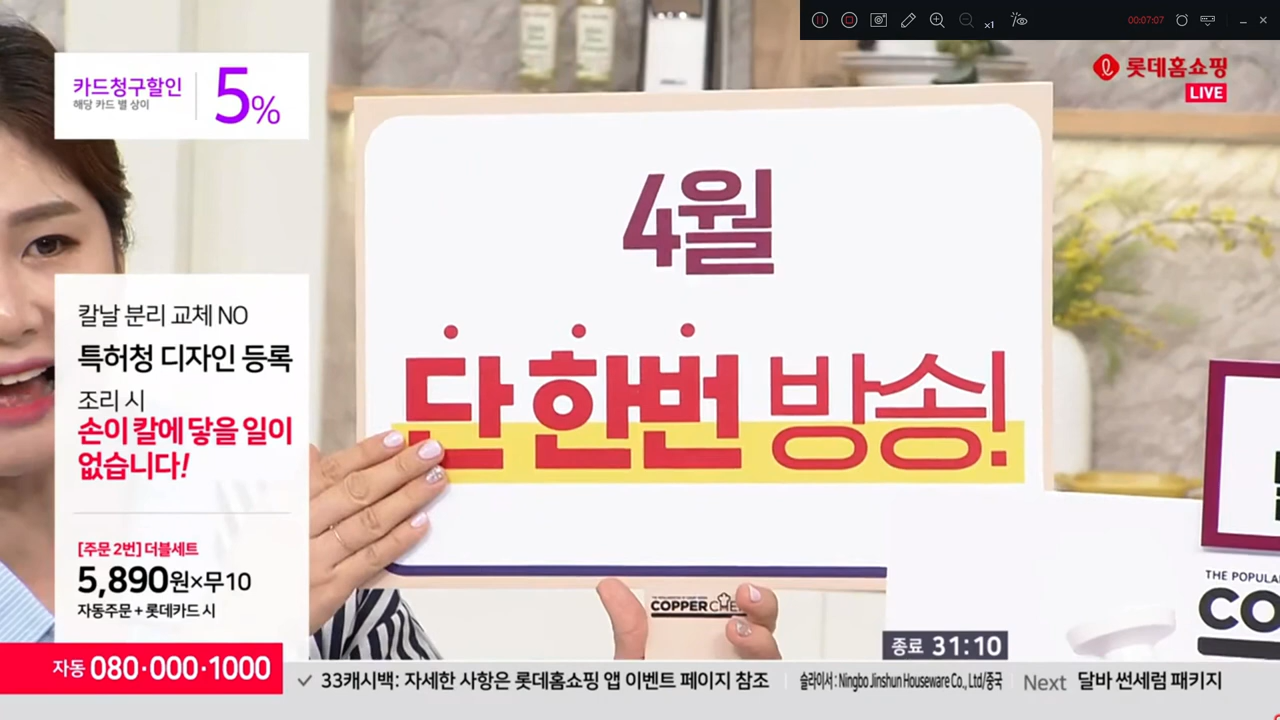 x1
00:07:07
카드청구할인
해당 카드 별 상이
5%
롯데홈쇼핑
LIVE
4월
단 한번 방송!
칼날 분리 교체 NO
특허청 디자인 등록
조리 시
손이 칼에 닿을 일이
없습니다!
[주문 2번] 더블세트
5,890원×무10
자동주문 + 롯데카드 시
COPPER CHEF
THE POPULA
CO
종료 31:10
자동 080·000·1000
33캐시백: 자세한 사항은 롯데홈쇼핑 앱 이벤트 페이지 참조
슬라이서 : Ningbo Jinshun Houseware Co., Ltd/중국
Next 달바 썬세럼 패키지